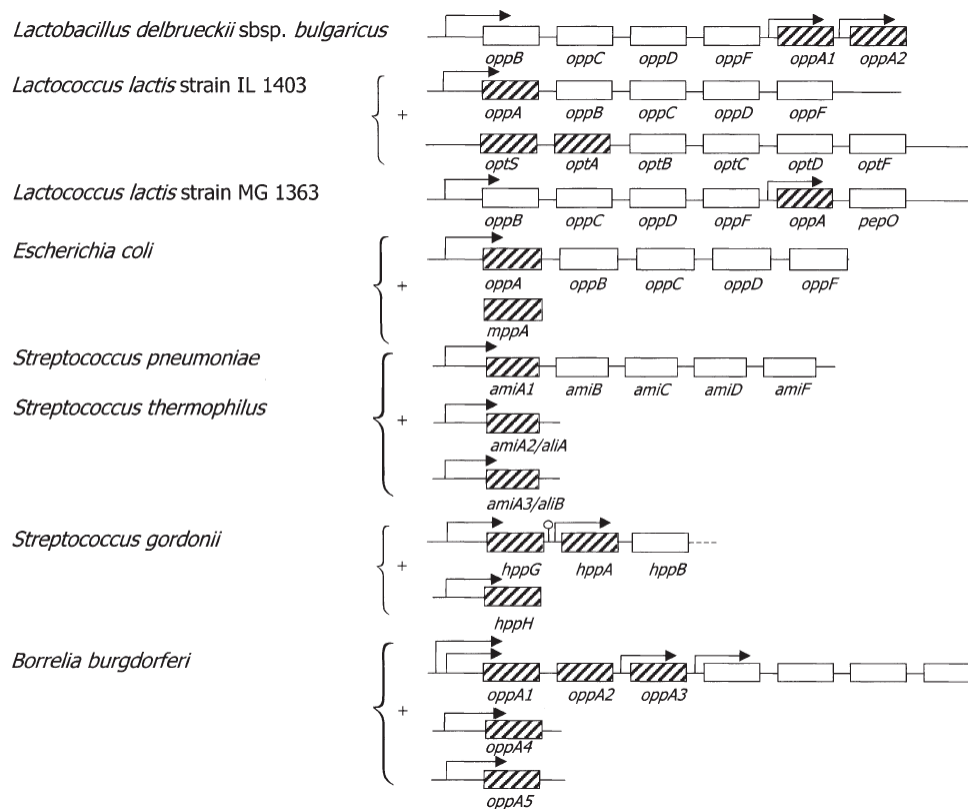 Lactobacillus delbrueckii sbsp. bulgaricus
oppB oppC oppD oppF oppA1 oppA2
Lactococcus lactis strain IL 1403
+
oppA oppB oppC oppD oppF
optS optA optB optC optD optF
Lactococcus lactis strain MG 1363
oppB oppC oppD oppF oppA pepO
Escherichia coli
+
oppA oppB oppC oppD oppF
mppA
Streptococcus pneumoniae
amiA1 amiB amiC amiD amiF
Streptococcus thermophilus
+
amiA2/aliA
amiA3/aliB
Streptococcus gordonii
+
hppG hppA hppB
hppH
Borrelia burgdorferi
oppA1 oppA2 oppA3
+
oppA4
oppA5